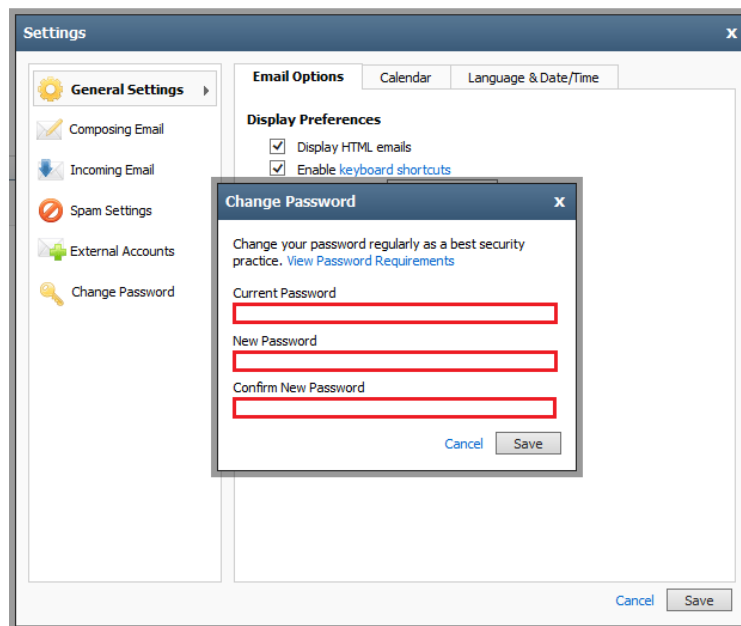 Settings
x
General Settings
Composing Email
Incoming Email
Spam Settings
External Accounts
Change Password
Email Options
Calendar
Language & Date/Time
Display Preferences
Display HTML emails
Enable keyboard shortcuts
Change Password
x
Change your password regularly as a best security
practice. View Password Requirements
Current Password
New Password
Confirm New Password
Cancel
Save
Cancel
Save